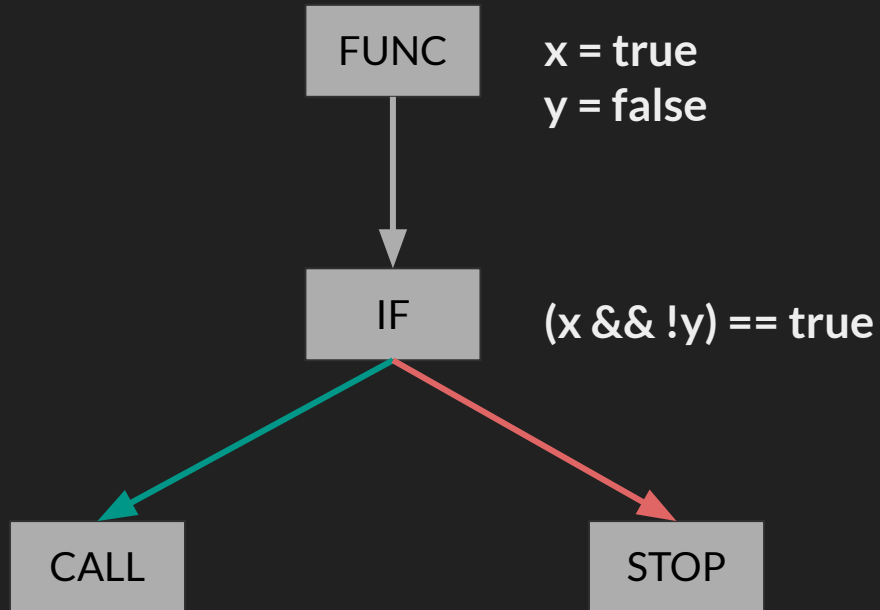 FUNC
x = true
y = false
IF
(x && !y) == true
CALL
STOP